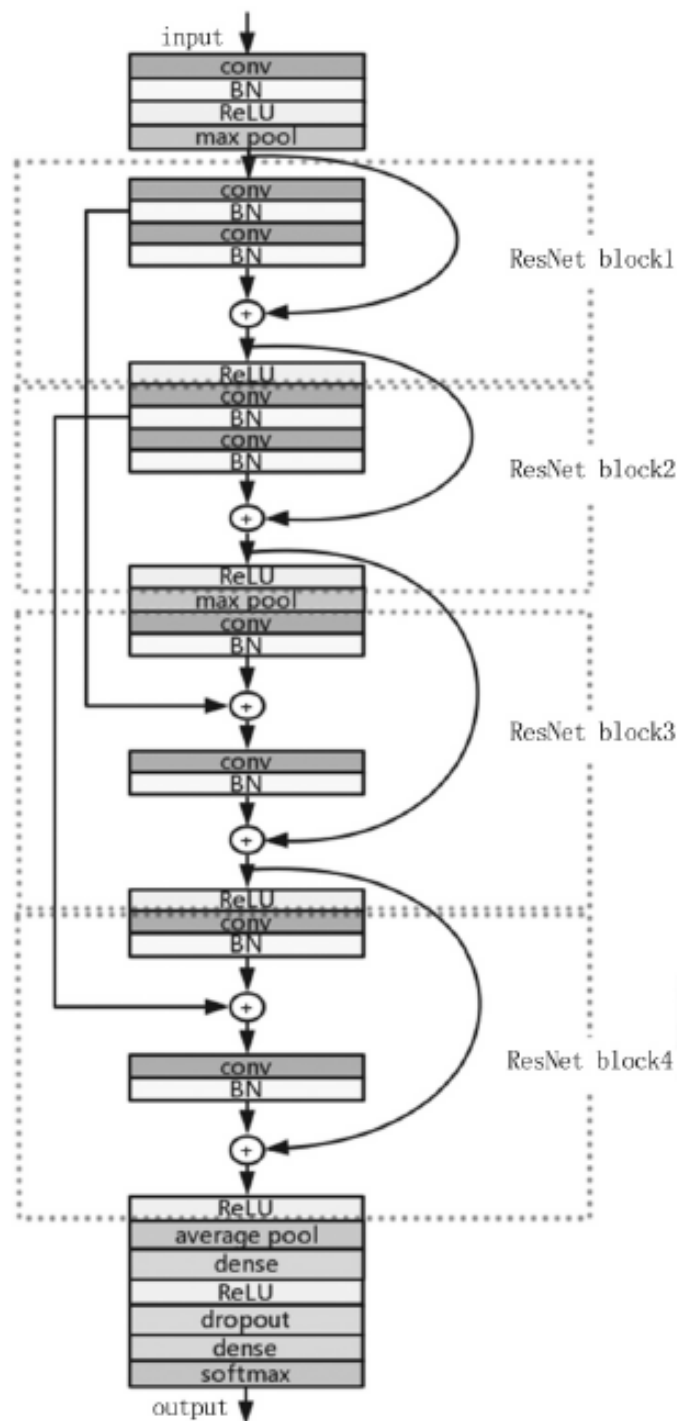 input
conv
BN
ReLU
max pool
conv
BN
conv
BN
ResNet block1
+
ReLU
conv
BN
conv
BN
ResNet block2
+
ReLU
max pool
conv
BN
+
ResNet block3
conv
BN
+
ReLU
conv
BN
+
ResNet block4
conv
BN
+
ReLU
average pool
dense
ReLU
dropout
dense
softmax
output